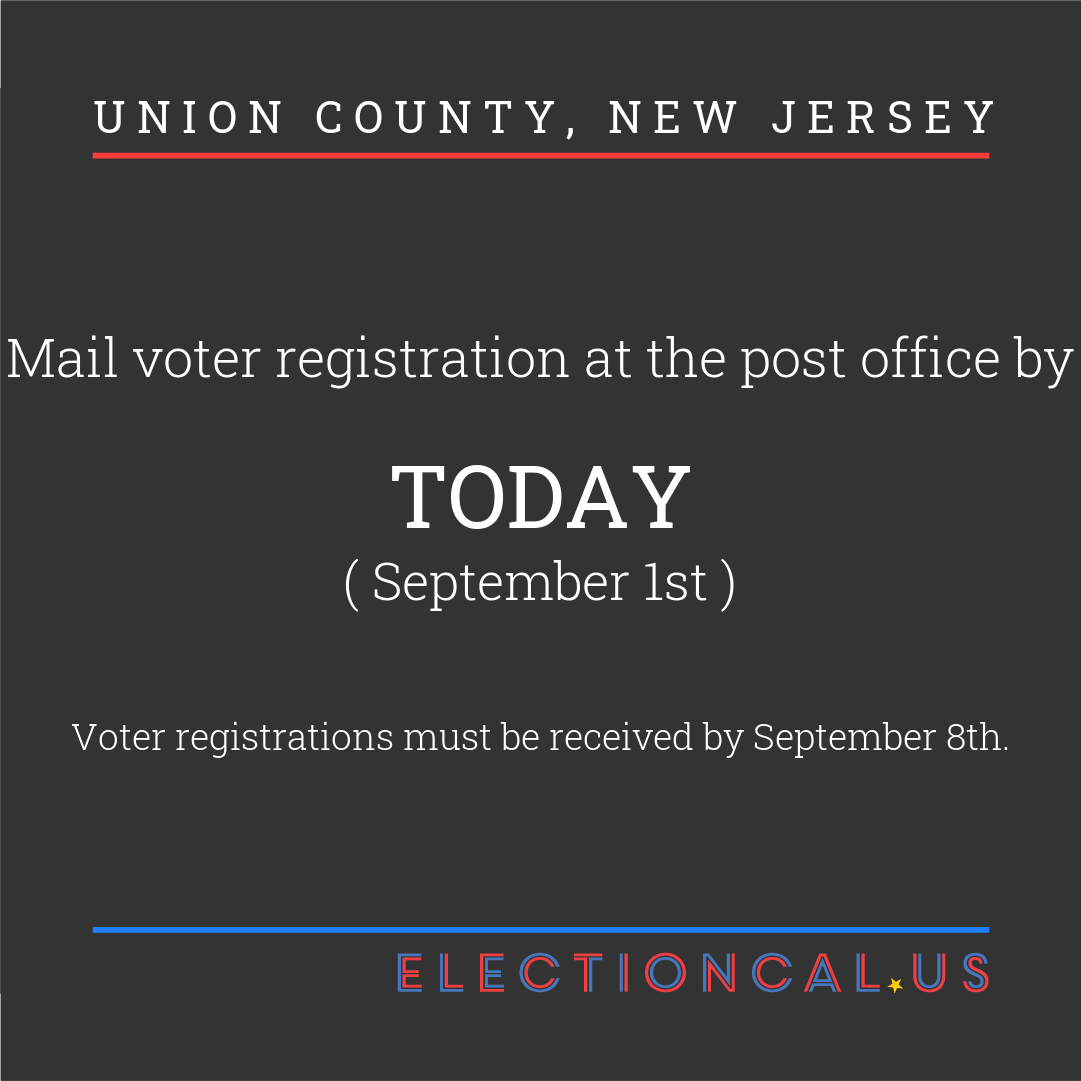 UNION COUNTY, NEW JERSEY
Mail voter registration at the post office by
TODAY
( September 1st )
Voter registrations must be received by September 8th.
ELECTIONCAL.US